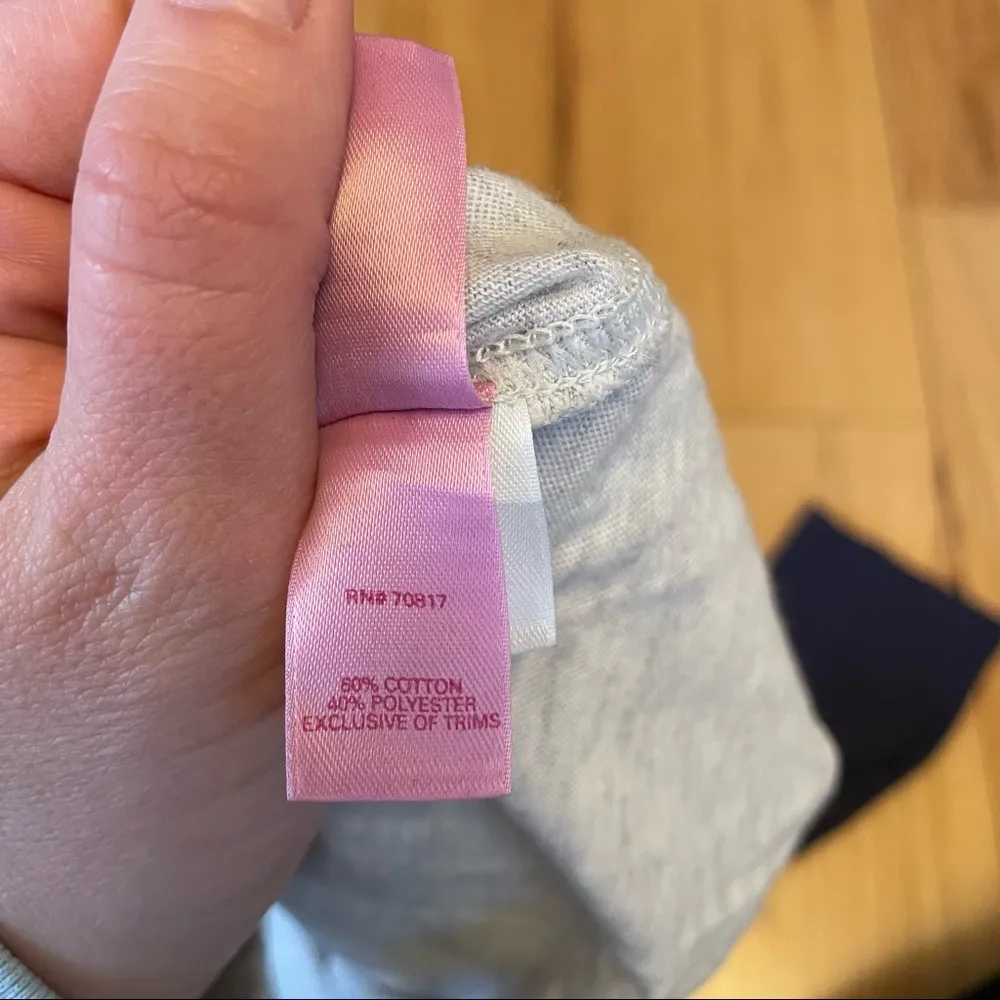 RN# 70817
60% COTTON
40% POLYESTER
EXCLUSIVE OF TRIMS